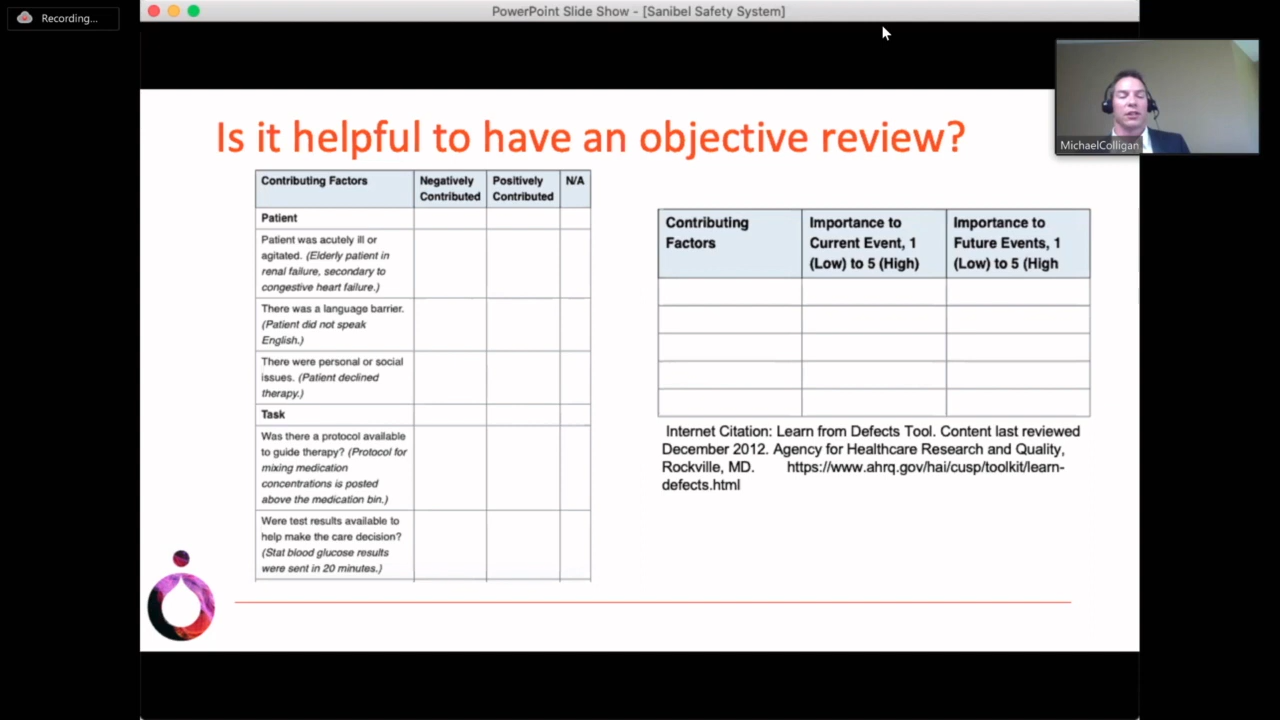 Recording...
PowerPoint Slide Show - [Sanibel Safety System]
MichaelColligan
Is it helpful to have an objective review?
Contributing Factors
Negatively
Contributed
Positively
Contributed
N/A
Patient
Patient was acutely ill or
agitated. (Elderly patient in
renal failure, secondary to
congestive heart failure.)
There was a language barrier.
(Patient did not speak
English.)
There were personal or social
issues. (Patient declined
therapy.)
Task
Was there a protocol available
to guide therapy? (Protocol for
mixing medication
concentrations is posted
above the medication bin.)
Were test results available to
help make the care decision?
(Stat blood glucose results
were sent in 20 minutes.)
Contributing
Factors
Importance to
Current Event, 1
(Low) to 5 (High)
Importance to
Future Events, 1
(Low) to 5 (High
Internet Citation: Learn from Defects Tool. Content last reviewed
December 2012. Agency for Healthcare Research and Quality,
Rockville, MD. https://www.ahrq.gov/hai/cusp/toolkit/learn-
defects.html